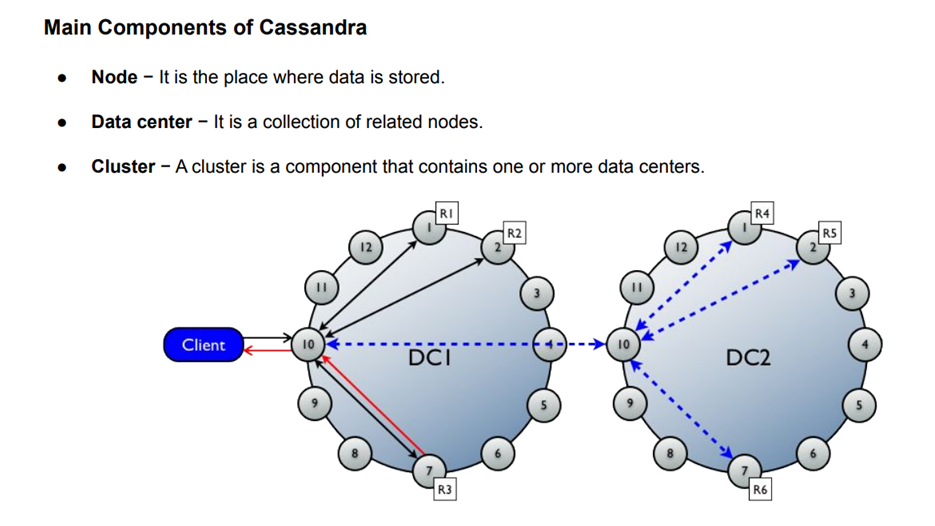 Main Components of Cassandra
● Node − It is the place where data is stored.
● Data center − It is a collection of related nodes.
● Cluster − A cluster is a component that contains one or more data centers.
R1
1
R2
2
3
4
5
6
7
R3
8
9
10
11
12
Client
DC1
R4
1
R5
2
3
4
5
6
7
R6
8
9
10
11
12
DC2